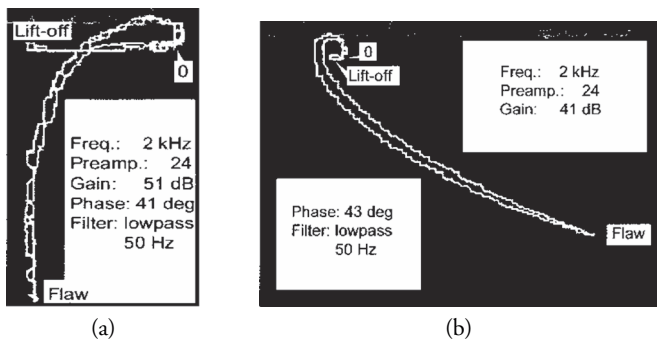 Lift-off
0
Freq.: 2 kHz
Preamp.: 24
Gain: 51 dB
Phase: 41 deg
Filter: lowpass
50 Hz
Flaw
(a)
0
Lift-off
Freq.: 2 kHz
Preamp.: 24
Gain: 41 dB
Phase: 43 deg
Filter: lowpass
50 Hz
Flaw
(b)